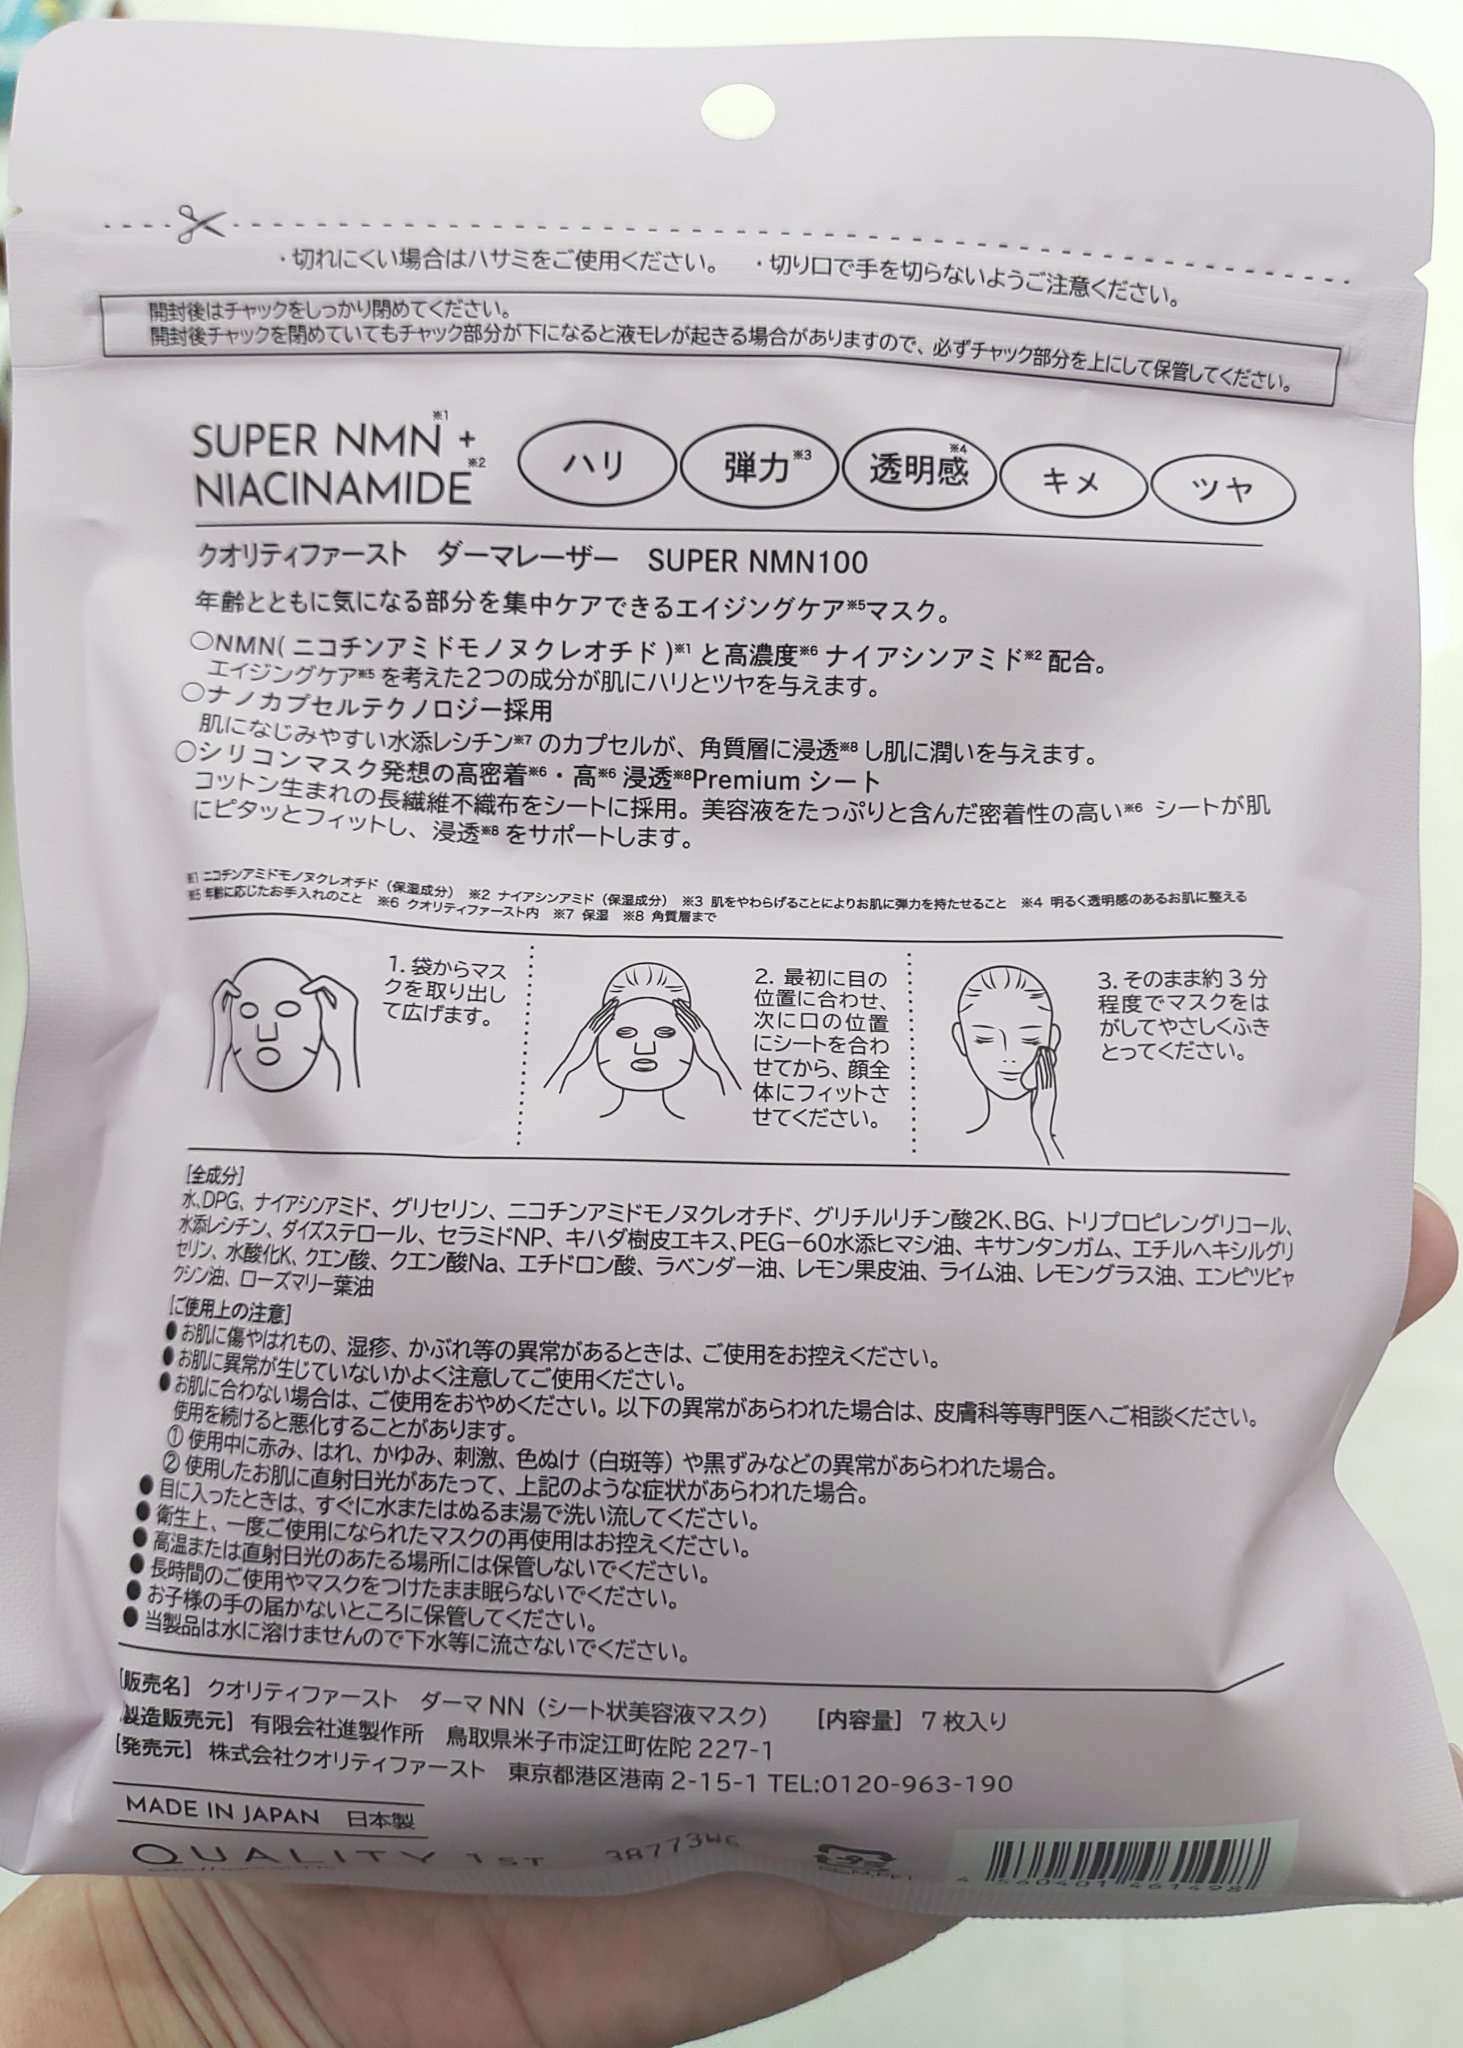 ・切れにくい場合はハサミをご使用ください。 ・切り口で手を切らないようご注意ください。
開封後はチャックをしっかり閉めてください。
開封後チャックを閉めていてもチャック部分が下になると液モレが起きる場合がありますので、必ずチャック部分を上にして保管してください。
SUPER NMN※1 +
NIACINAMIDE※2
ハリ 弾力※3 透明感※4 キメ ツヤ
クオリティファースト ダーマレーザー SUPER NMN100
年齢とともに気になる部分を集中ケアできるエイジングケア※5マスク。
○NMN(ニコチンアミドモノヌクレオチド)※1と高濃度※6ナイアシンアミド※2配合。
エイジングケア※5を考えた2つの成分が肌にハリとツヤを与えます。
○ナノカプセルテクノロジー採用
肌になじみやすい水添レシチン※7のカプセルが、角質層に浸透※8し肌に潤いを与えます。
○シリコンマスク発想の高密着※6・高※6浸透※8Premium シート
コットン生まれの長繊維不織布をシートに採用。美容液をたっぷりと含んだ密着性の高い※6シートが肌
にピタッとフィットし、浸透※8をサポートします。
※1 ニコチンアミドモノヌクレオチド（保湿成分） ※2 ナイアシンアミド（保湿成分） ※3 肌をやわらげることによりお肌に弾力を持たせること ※4 明るく透明感のあるお肌に整える
※5 年齢に応じたお手入れのこと ※6 クオリティファースト内 ※7 保湿 ※8 角質層まで
1. 袋からマス
クを取り出し
て広げます。
2. 最初に目の
位置に合わせ、
次に口の位置
にシートを合わ
せてから、顔全
体にフィットさ
せてください。
3. そのまま約3分
程度でマスクをは
がしてやさしくふき
とってください。
[全成分]
水、DPG、ナイアシンアミド、グリセリン、ニコチンアミドモノヌクレオチド、グリチルリチン酸2K、BG、トリプロピレングリコール、
水添レシチン、ダイズステロール、セラミドNP、キハダ樹皮エキス、PEG-60水添ヒマシ油、キサンタンガム、エチルヘキシルグリ
セリン、水酸化K、クエン酸、クエン酸Na、エチドロン酸、ラベンダー油、レモン果皮油、ライム油、レモングラス油、エンピツビャ
クシン油、ローズマリー葉油
[ご使用上の注意]
●お肌に傷やはれもの、湿疹、かぶれ等の異常があるときは、ご使用をお控えください。
●お肌に異常が生じていないかよく注意してご使用ください。
●お肌に合わない場合は、ご使用をおやめください。以下の異常があらわれた場合は、皮膚科等専門医へご相談ください。
使用を続けると悪化することがあります。
① 使用中に赤み、はれ、かゆみ、刺激、色ぬけ（白斑等）や黒ずみなどの異常があらわれた場合。
② 使用したお肌に直射日光があたって、上記のような症状があらわれた場合。
●目に入ったときは、すぐに水またはぬるま湯で洗い流してください。
●衛生上、一度ご使用になられたマスクの再使用はお控えください。
●高温または直射日光のあたる場所には保管しないでください。
●長時間のご使用やマスクをつけたまま眠らないでください。
●お子様の手の届かないところに保管してください。
●当製品は水に溶けませんので下水等に流さないでください。
[販売名] クオリティファースト ダーマ NN（シート状美容液マスク） [内容量] 7枚入り
[製造販売元] 有限会社進製作所 鳥取県米子市淀江町佐陀 227-1
[発売元] 株式会社クオリティファースト 東京都港区港南 2-15-1 TEL:0120-963-190
MADE IN JAPAN 日本製
QUALITY 1ST